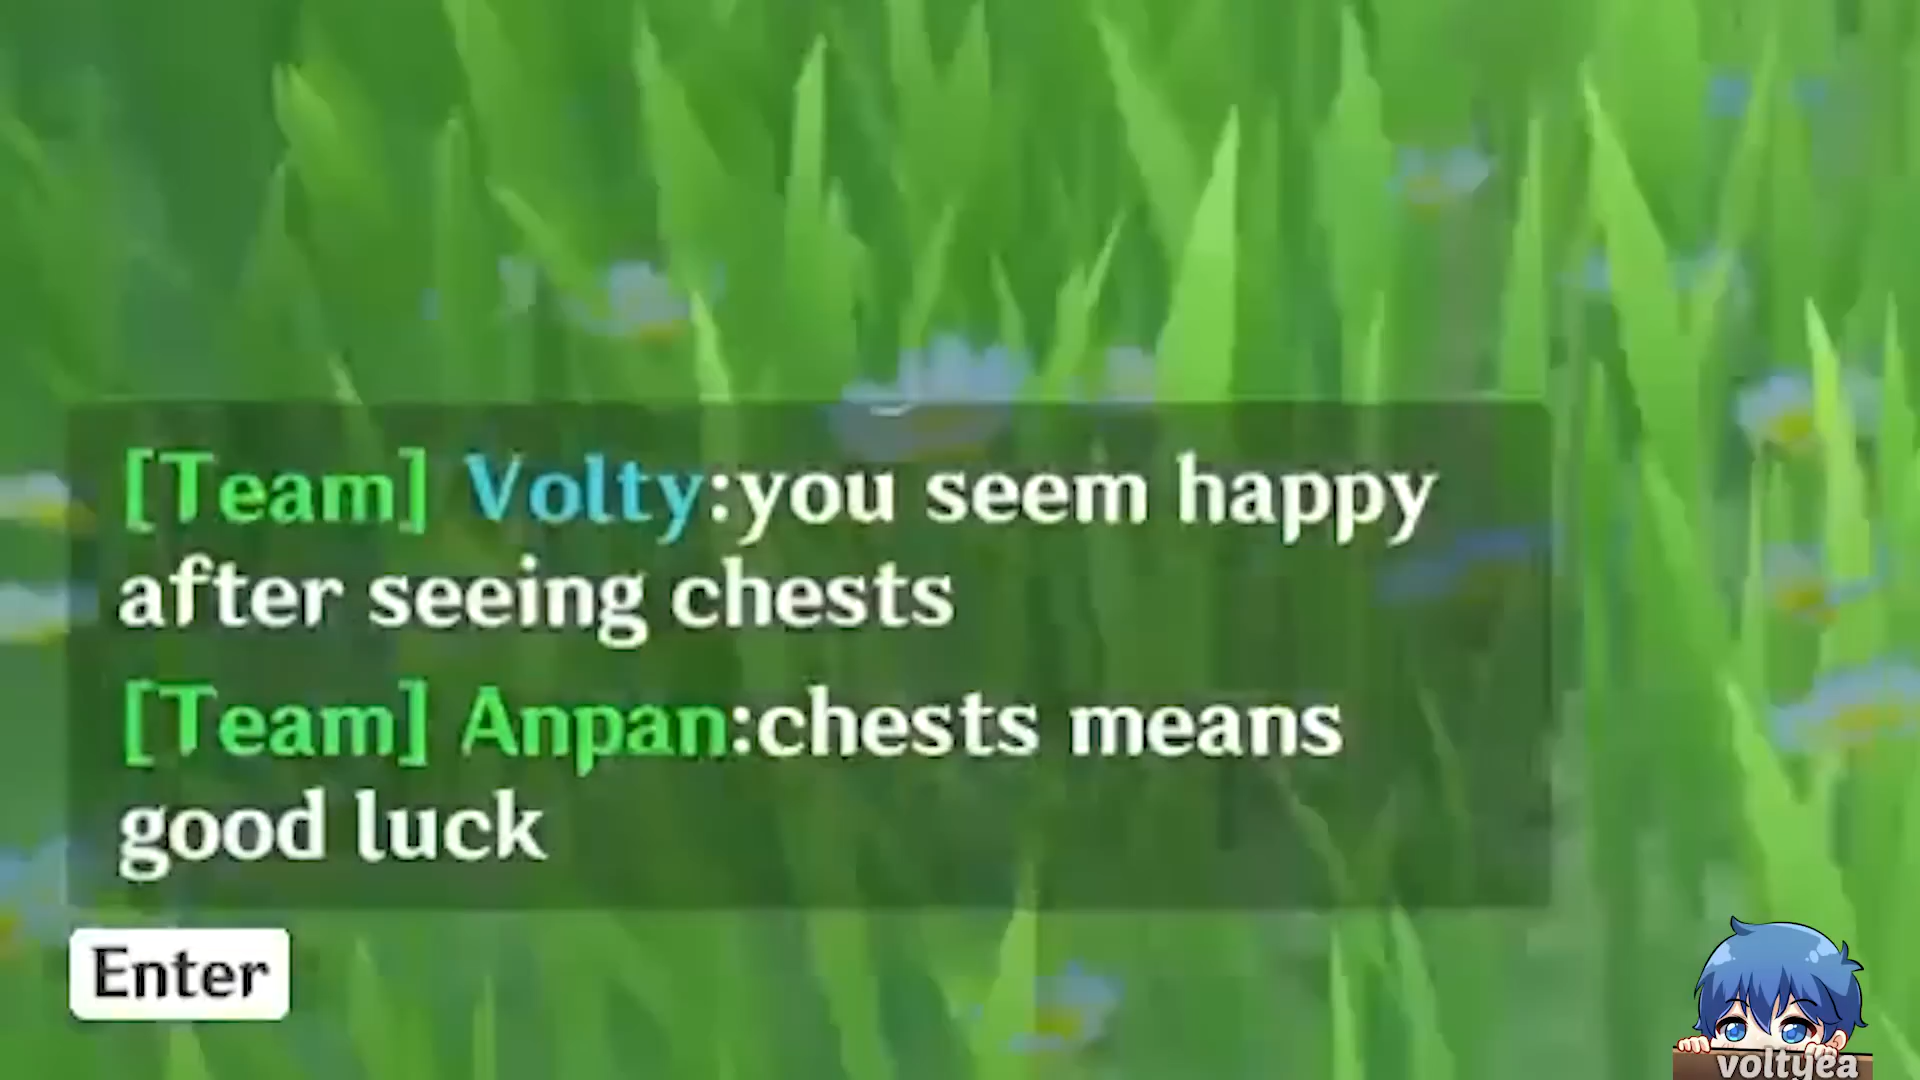 [Team] Volty:you seem happy
after seeing chests
[Team] Anpan:chests means
good luck
Enter
voltyea